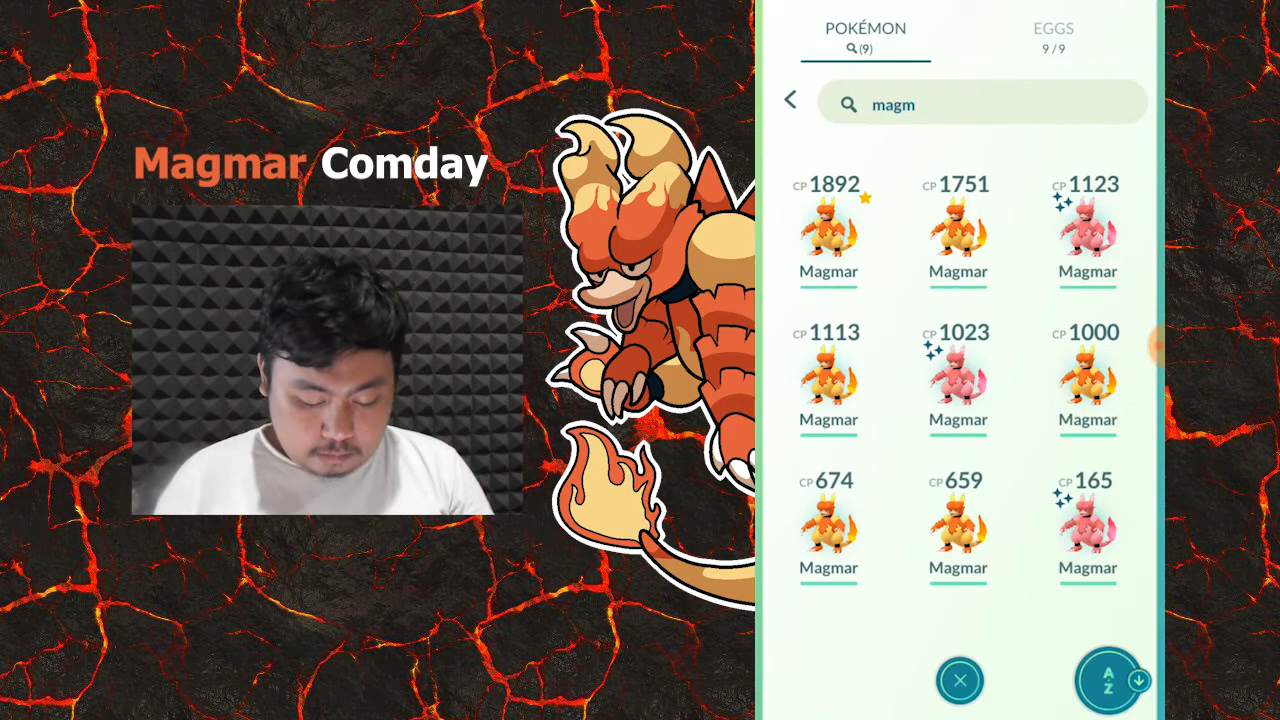 Magmar Comday
POKÉMON
(9)
EGGS
9 / 9
magm
CP 1892
CP 1751
CP 1123
Magmar
Magmar
Magmar
CP 1113
CP 1023
CP 1000
Magmar
Magmar
Magmar
CP 674
CP 659
CP 165
Magmar
Magmar
Magmar
A
Z